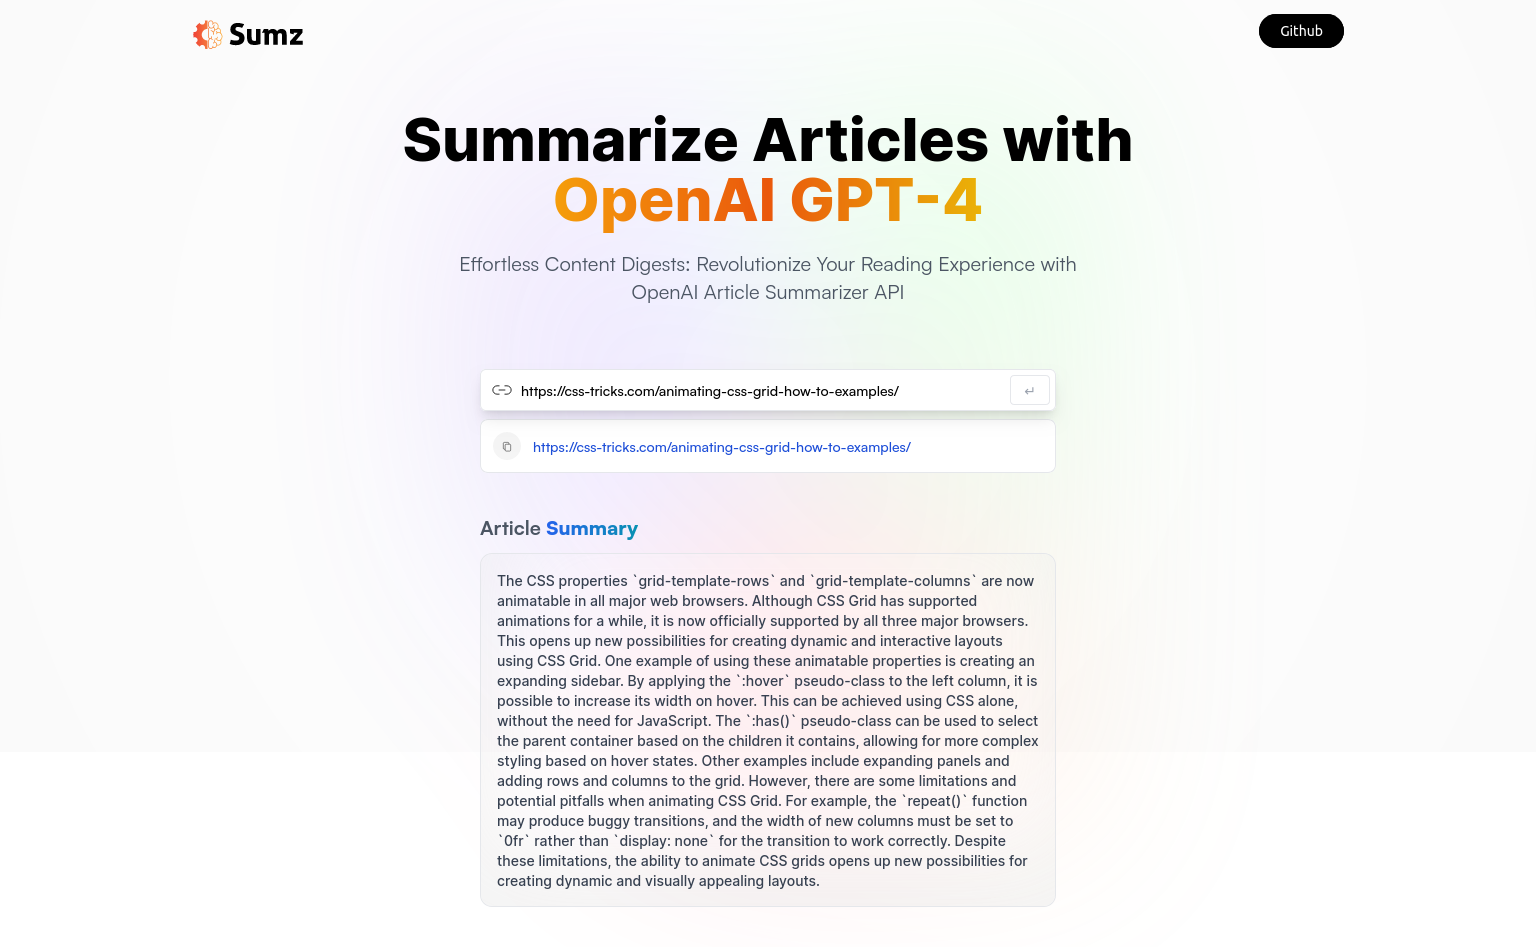 Sumz
Github
Summarize Articles with
OpenAI GPT-4
Effortless Content Digests: Revolutionize Your Reading Experience with
OpenAI Article Summarizer API
https://css-tricks.com/animating-css-grid-how-to-examples/
↵
https://css-tricks.com/animating-css-grid-how-to-examples/
Article Summary
The CSS properties `grid-template-rows` and `grid-template-columns` are now
animatable in all major web browsers. Although CSS Grid has supported
animations for a while, it is now officially supported by all three major browsers.
This opens up new possibilities for creating dynamic and interactive layouts
using CSS Grid. One example of using these animatable properties is creating an
expanding sidebar. By applying the `:hover` pseudo-class to the left column, it is
possible to increase its width on hover. This can be achieved using CSS alone,
without the need for JavaScript. The `:has()` pseudo-class can be used to select
the parent container based on the children it contains, allowing for more complex
styling based on hover states. Other examples include expanding panels and
adding rows and columns to the grid. However, there are some limitations and
potential pitfalls when animating CSS Grid. For example, the `repeat()` function
may produce buggy transitions, and the width of new columns must be set to
`0fr` rather than `display: none` for the transition to work correctly. Despite
these limitations, the ability to animate CSS grids opens up new possibilities for
creating dynamic and visually appealing layouts.